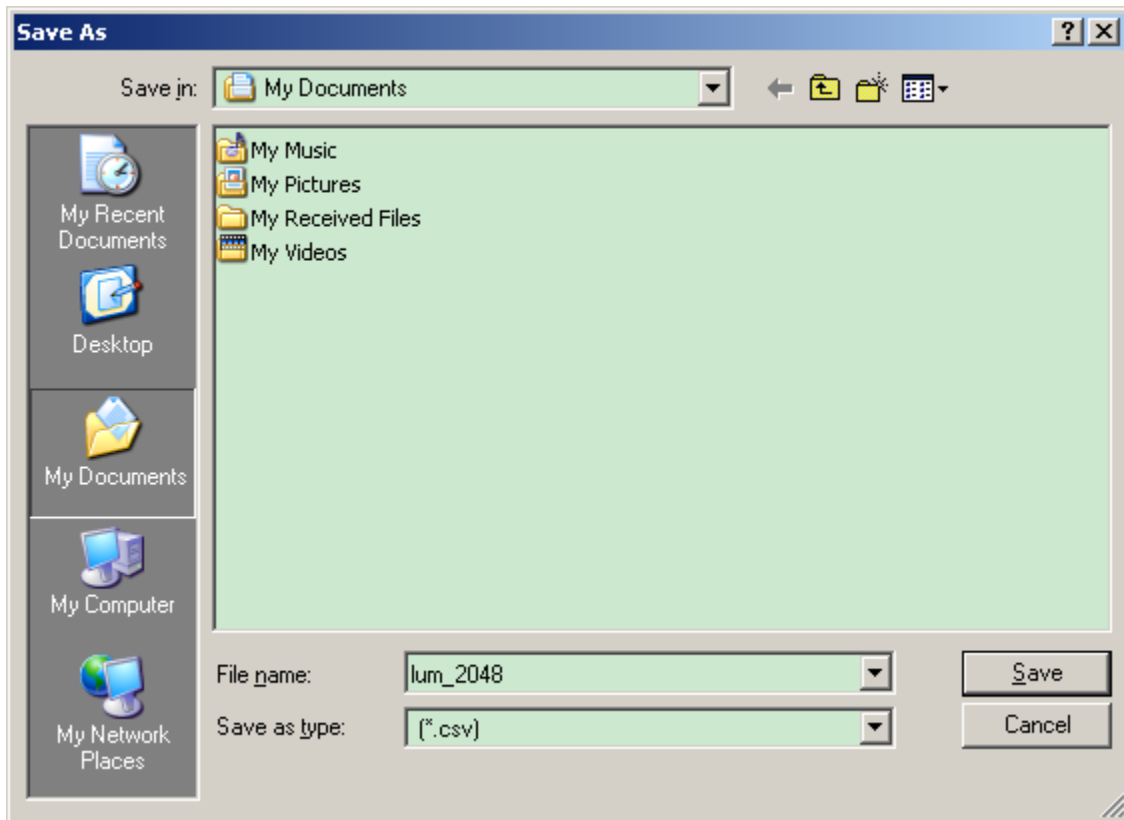 Save As
Save in: My Documents
My Recent
Documents
Desktop
My Documents
My Computer
My Network
Places
My Music
My Pictures
My Received Files
My Videos
File name: lum_2048 Save
Save as type: (*.csv) Cancel